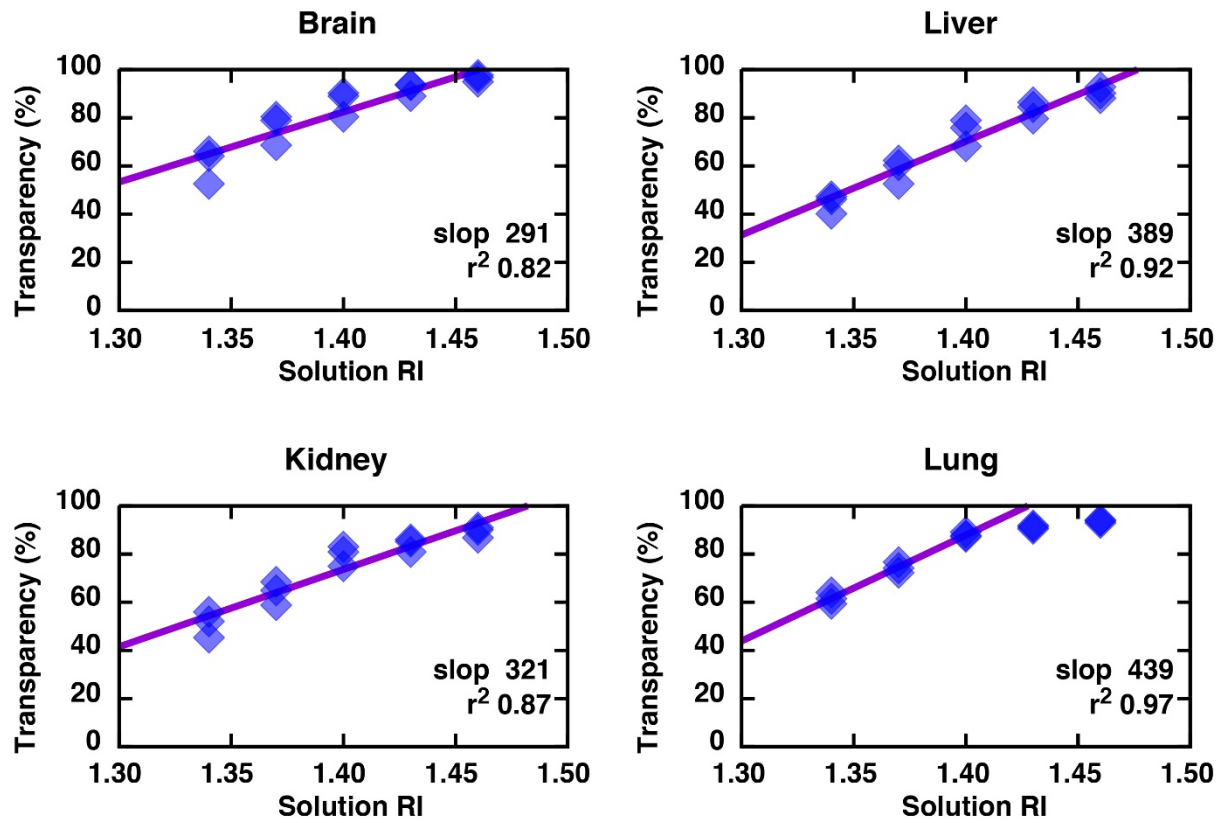 Brain
Transparency (%)
100
80
60
40
20
0
slop 291
r² 0.82
1.30 1.35 1.40 1.45 1.50
Solution RI
Liver
Transparency (%)
100
80
60
40
20
0
slop 389
r² 0.92
1.30 1.35 1.40 1.45 1.50
Solution RI
Kidney
Transparency (%)
100
80
60
40
20
0
slop 321
r² 0.87
1.30 1.35 1.40 1.45 1.50
Solution RI
Lung
Transparency (%)
100
80
60
40
20
0
slop 439
r² 0.97
1.30 1.35 1.40 1.45 1.50
Solution RI